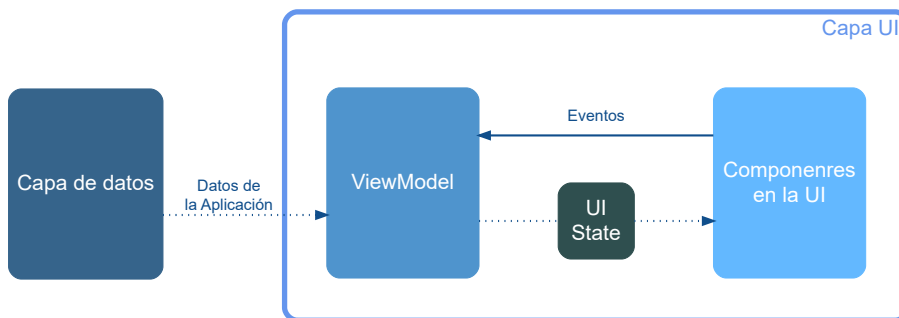 Capa UI
Capa de datos
Datos de
la Aplicación
ViewModel
Eventos
UI
State
Componenres
en la UI